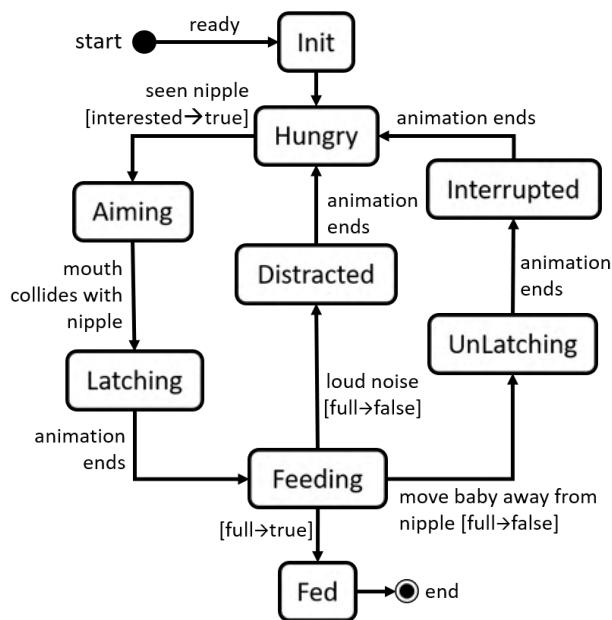 start
ready
Init
seen nipple
[interested→true]
animation ends
Hungry
Interrupted
Aiming
animation
ends
Distracted
animation
ends
mouth
collides with
nipple
UnLatching
Latching
loud noise
[full→false]
animation
ends
Feeding
move baby away from
nipple [full→false]
[full→true]
Fed
end